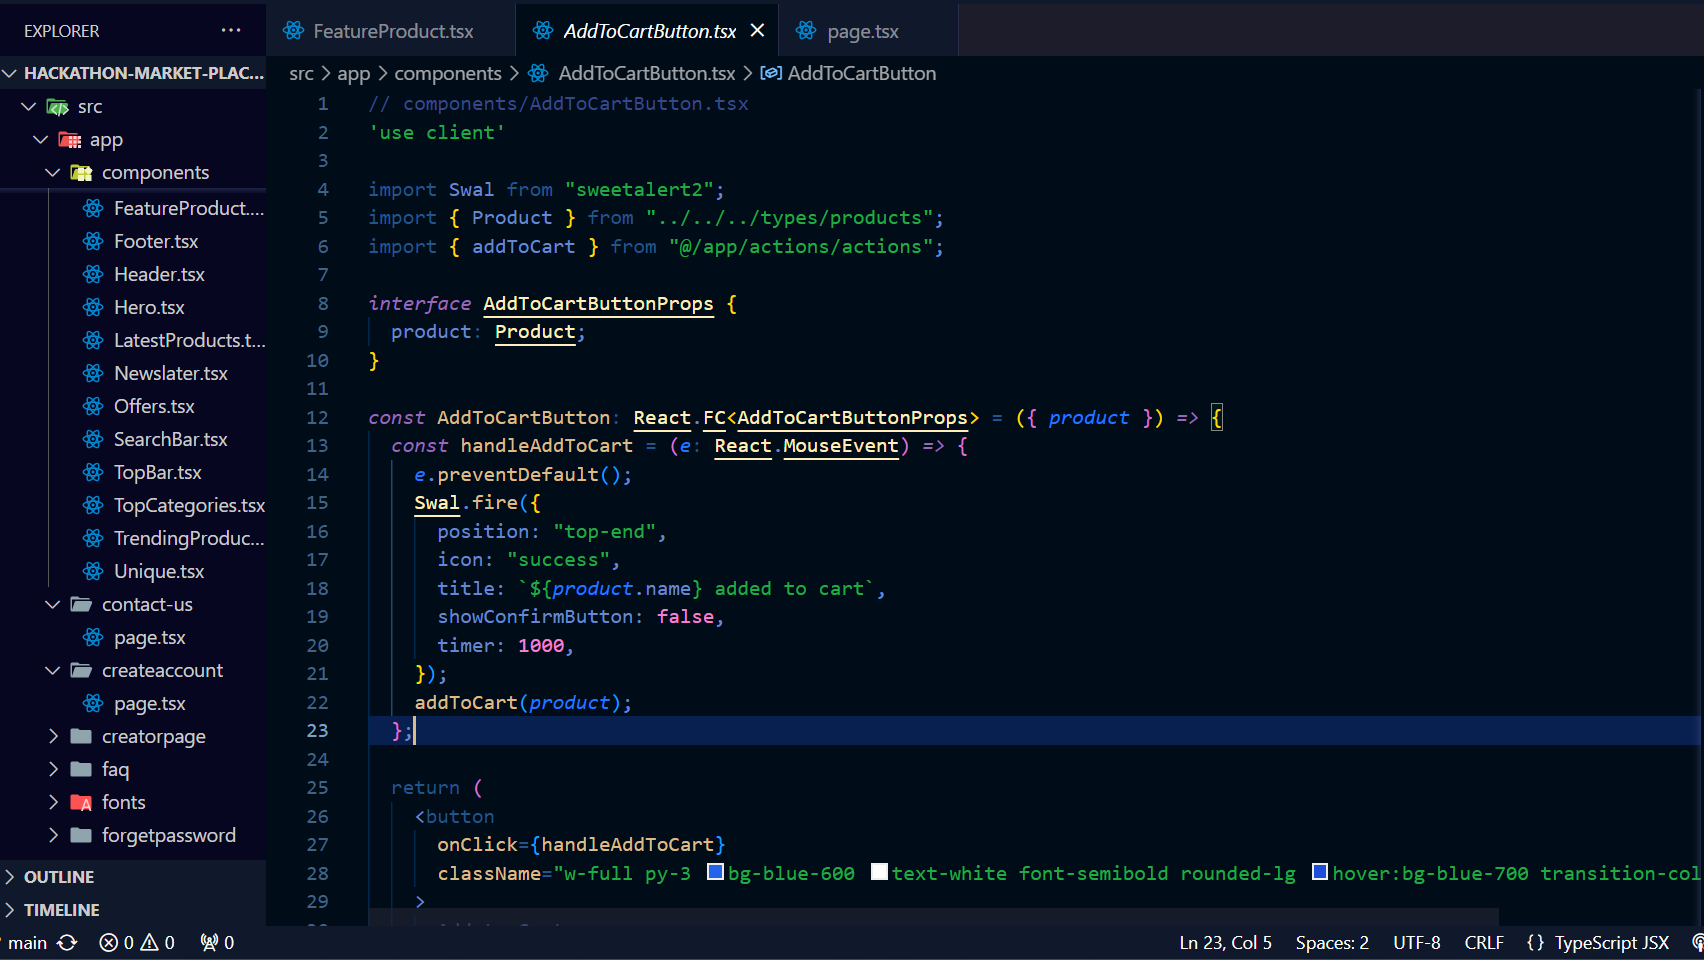 EXPLORER
···
FeatureProduct.tsx
AddToCartButton.tsx
page.tsx
HACKATHON-MARKET-PLAC...
src
app
components
FeatureProduct....
Footer.tsx
Header.tsx
Hero.tsx
LatestProducts.t...
Newslater.tsx
Offers.tsx
SearchBar.tsx
TopBar.tsx
TopCategories.tsx
TrendingProduc...
Unique.tsx
contact-us
page.tsx
createaccount
page.tsx
creatorpage
faq
fonts
forgetpassword
OUTLINE
TIMELINE
src > app > components > AddToCartButton.tsx > AddToCartButton
1 // components/AddToCartButton.tsx
2 'use client'
3
4 import Swal from "sweetalert2";
5 import { Product } from "../../../types/products";
6 import { addToCart } from "@/app/actions/actions";
7
8 interface AddToCartButtonProps {
9 product: Product;
10 }
11
12 const AddToCartButton: React.FC<AddToCartButtonProps> = ({ product }) => {
13 const handleAddToCart = (e: React.MouseEvent) => {
14 e.preventDefault();
15 Swal.fire({
16 position: "top-end",
17 icon: "success",
18 title: `${product.name} added to cart`,
19 showConfirmButton: false,
20 timer: 1000,
21 });
22 addToCart(product);
23 };
24
25 return (
26 <button
27 onClick={handleAddToCart}
28 className="w-full py-3 bg-blue-600 text-white font-semibold rounded-lg hover:bg-blue-700 transition-col
29 >
main 0 0 0 Ln 23, Col 5 Spaces: 2 UTF-8 CRLF {} TypeScript JSX